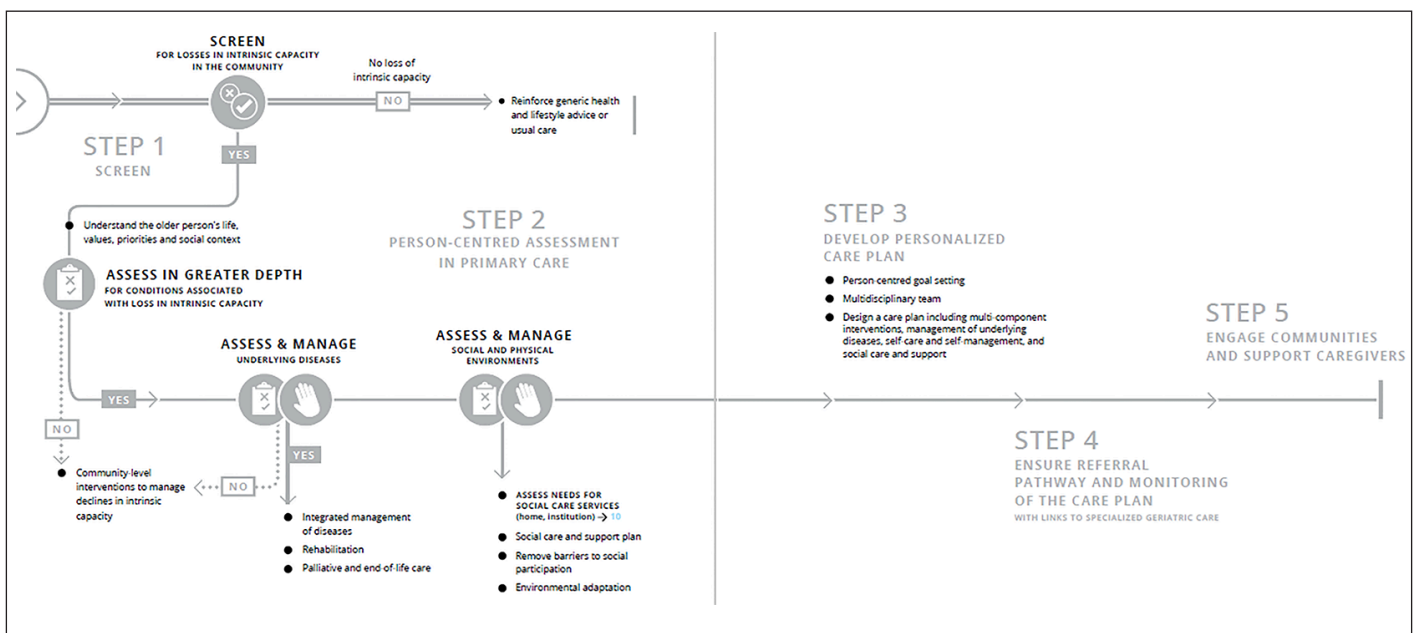 SCREEN
FOR LOSSES IN INTRINSIC CAPACITY
IN THE COMMUNITY
No loss of
intrinsic capacity
NO
Reinforce generic health
and lifestyle advice or
usual care
STEP 1
SCREEN
YES
Understand the older person's life,
values, priorities and social context
STEP 2
PERSON-CENTRED ASSESSMENT
IN PRIMARY CARE
ASSESS IN GREATER DEPTH
FOR CONDITIONS ASSOCIATED
WITH LOSS IN INTRINSIC CAPACITY
ASSESS & MANAGE
UNDERLYING DISEASES
ASSESS & MANAGE
SOCIAL AND PHYSICAL
ENVIRONMENTS
YES
NO
Community-level
interventions to manage
declines in intrinsic
capacity
YES
NO
Integrated management
of diseases
Rehabilitation
Palliative and end-of-life care
ASSESS NEEDS FOR
SOCIAL CARE SERVICES
(home, institution) → 10
Social care and support plan
Remove barriers to social
participation
Environmental adaptation
STEP 3
DEVELOP PERSONALIZED
CARE PLAN
Person-centred goal setting
Multidisciplinary team
Design a care plan including multi-component
interventions, management of underlying
diseases, self-care and self-management, and
social care and support
STEP 4
ENSURE REFERRAL
PATHWAY AND MONITORING
OF THE CARE PLAN
WITH LINKS TO SPECIALIZED GERIATRIC CARE
STEP 5
ENGAGE COMMUNITIES
AND SUPPORT CAREGIVERS